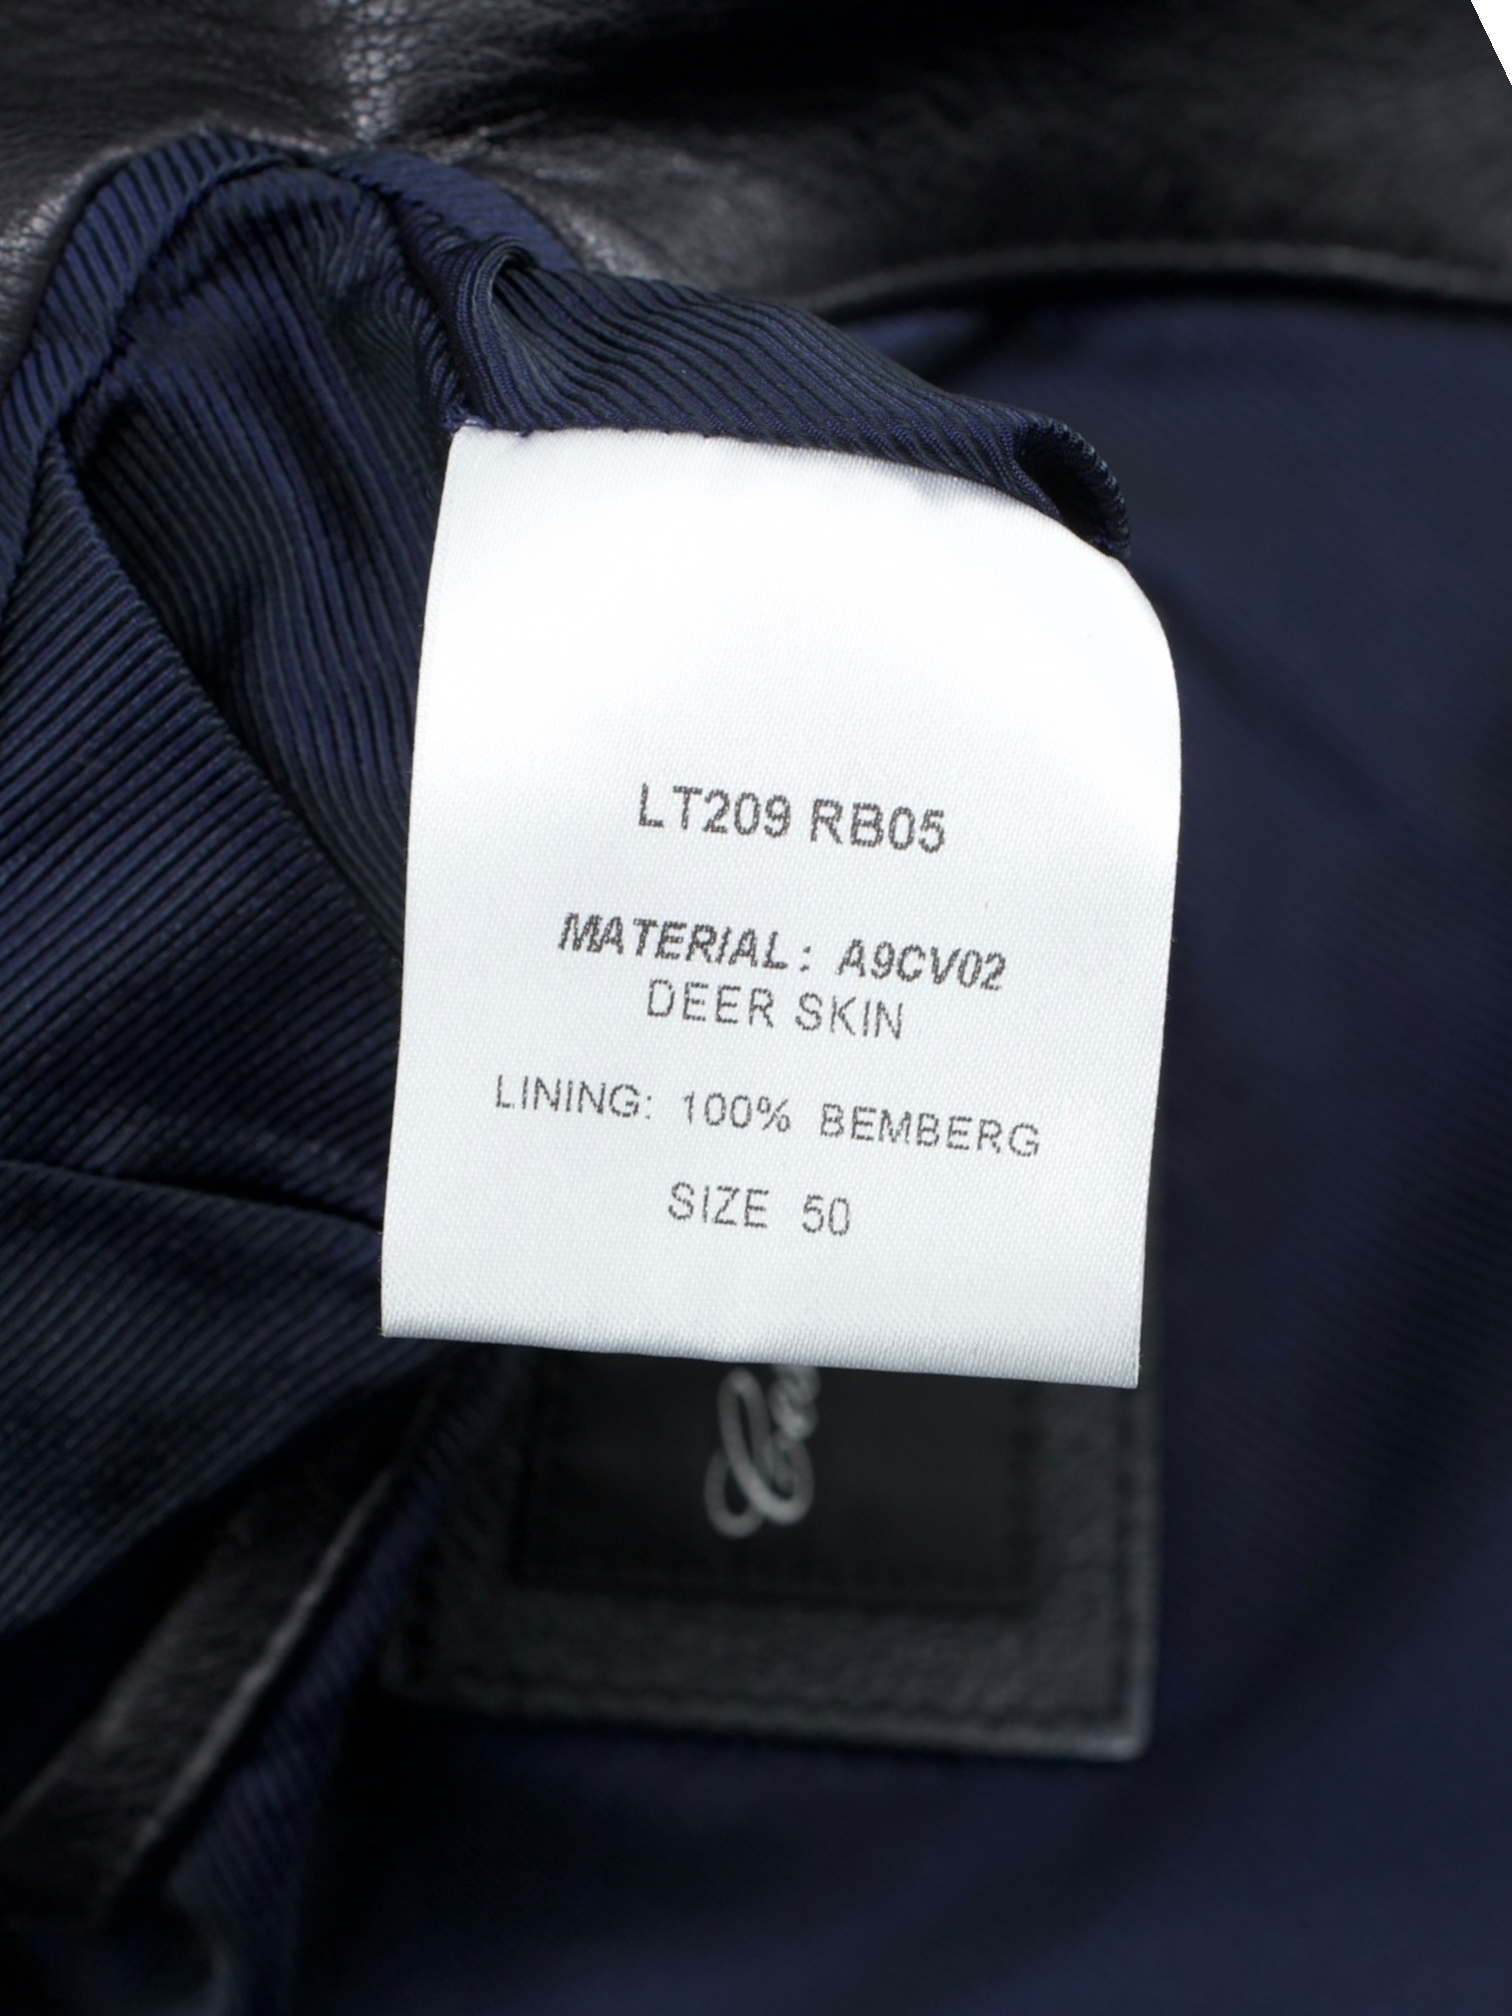 LT209 RB05
MATERIAL: A9CV02
DEER SKIN
LINING: 100% BEMBERG
SIZE 50